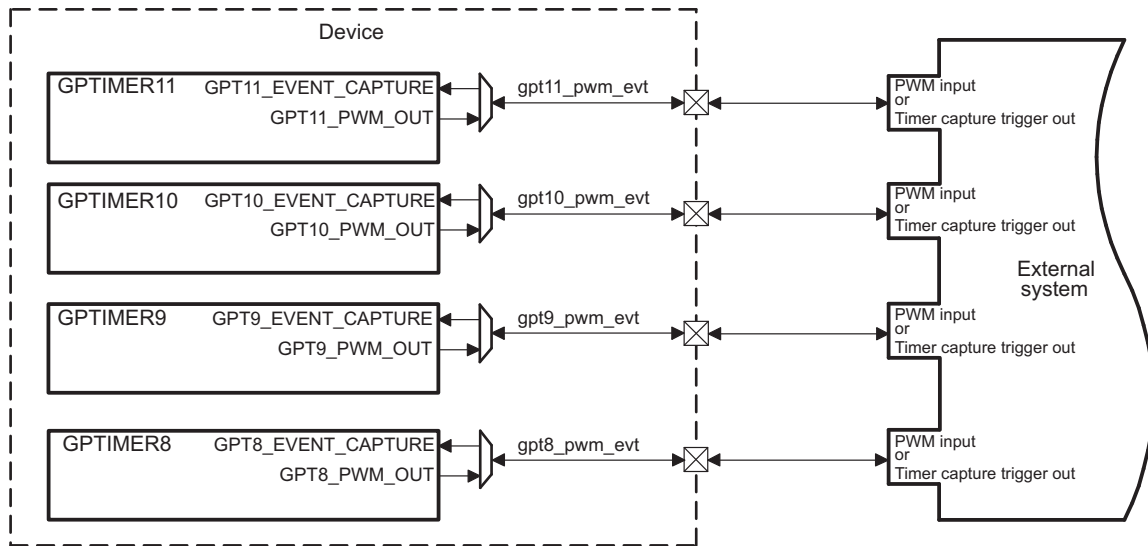 Device
GPTIMER11
GPT11_EVENT_CAPTURE
GPT11_PWM_OUT
gpt11_pwm_evt
PWM input
or
Timer capture trigger out
GPTIMER10
GPT10_EVENT_CAPTURE
GPT10_PWM_OUT
gpt10_pwm_evt
PWM input
or
Timer capture trigger out
External
system
GPTIMER9
GPT9_EVENT_CAPTURE
GPT9_PWM_OUT
gpt9_pwm_evt
PWM input
or
Timer capture trigger out
GPTIMER8
GPT8_EVENT_CAPTURE
GPT8_PWM_OUT
gpt8_pwm_evt
PWM input
or
Timer capture trigger out